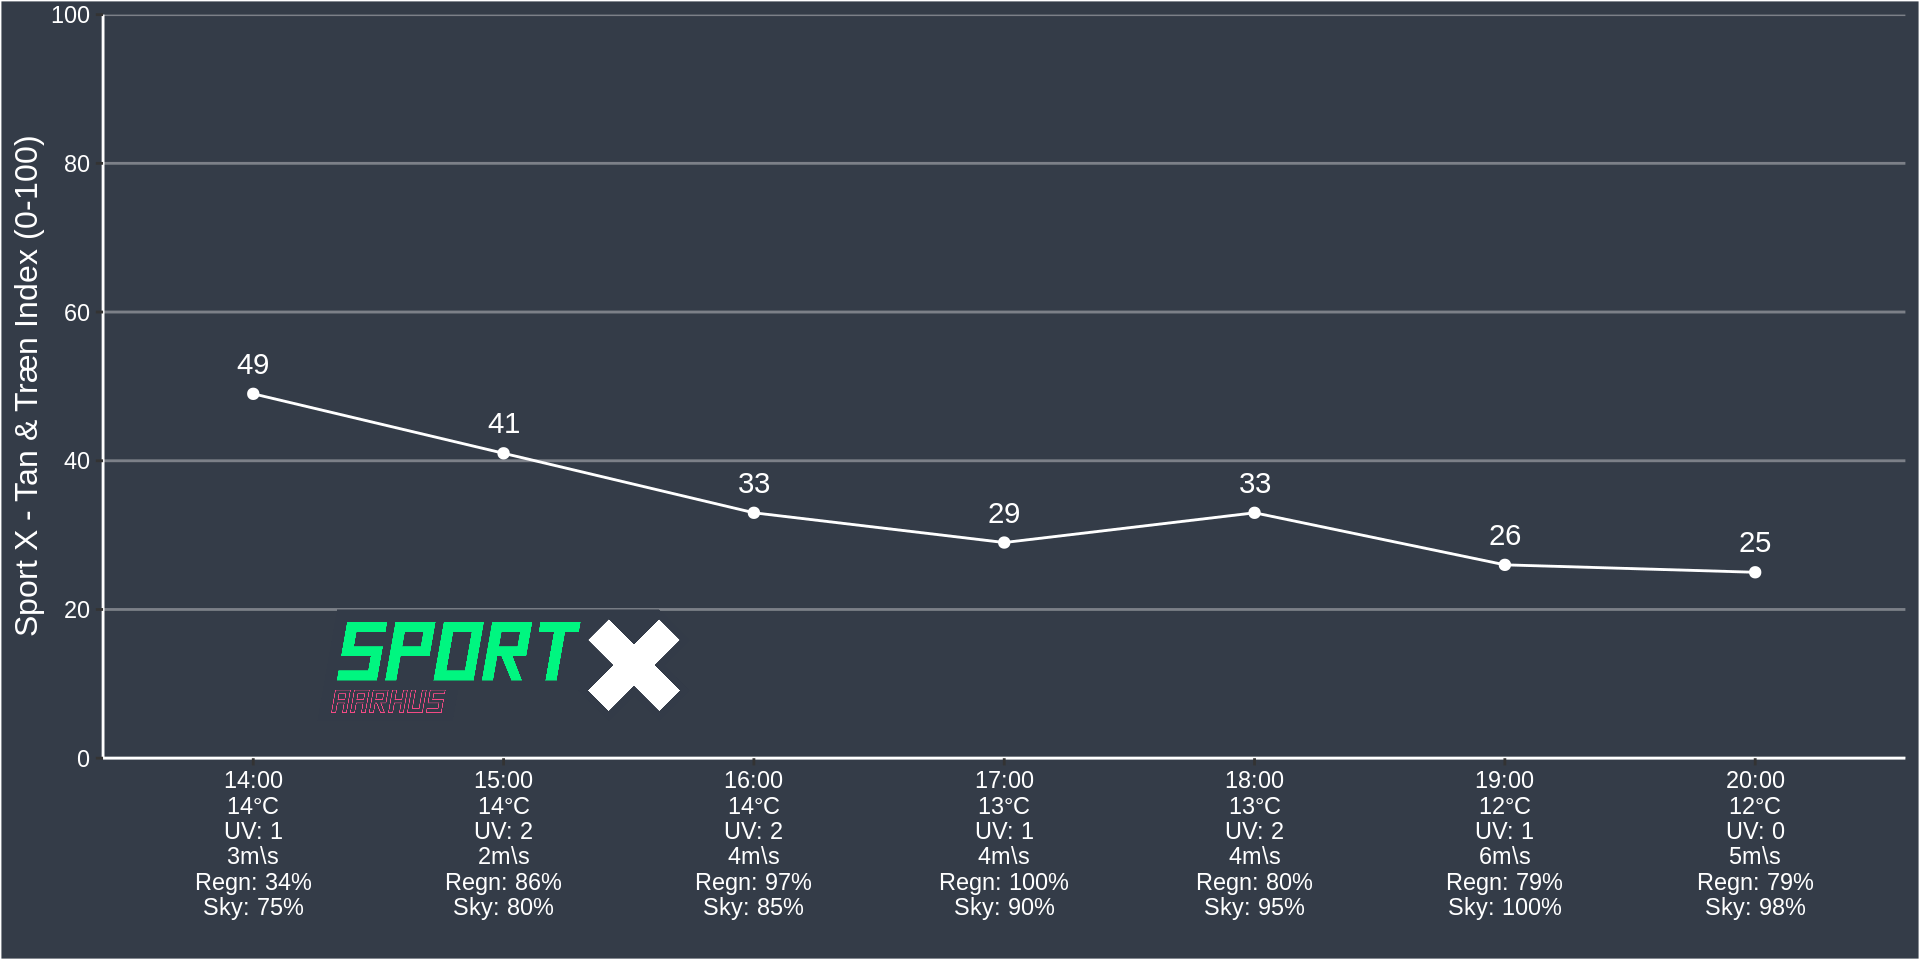 Sport X - Tan & Træn Index (0-100)
100
80
60
40
20
0
49
41
33
29
33
26
25
SPORT X
AARHUS
14:00 15:00 16:00 17:00 18:00 19:00 20:00
14°C 14°C 14°C 13°C 13°C 12°C 12°C
UV: 1 UV: 2 UV: 2 UV: 1 UV: 2 UV: 1 UV: 0
3m\s 2m\s 4m\s 4m\s 4m\s 6m\s 5m\s
Regn: 34% Regn: 86% Regn: 97% Regn: 100% Regn: 80% Regn: 79% Regn: 79%
Sky: 75% Sky: 80% Sky: 85% Sky: 90% Sky: 95% Sky: 100% Sky: 98%